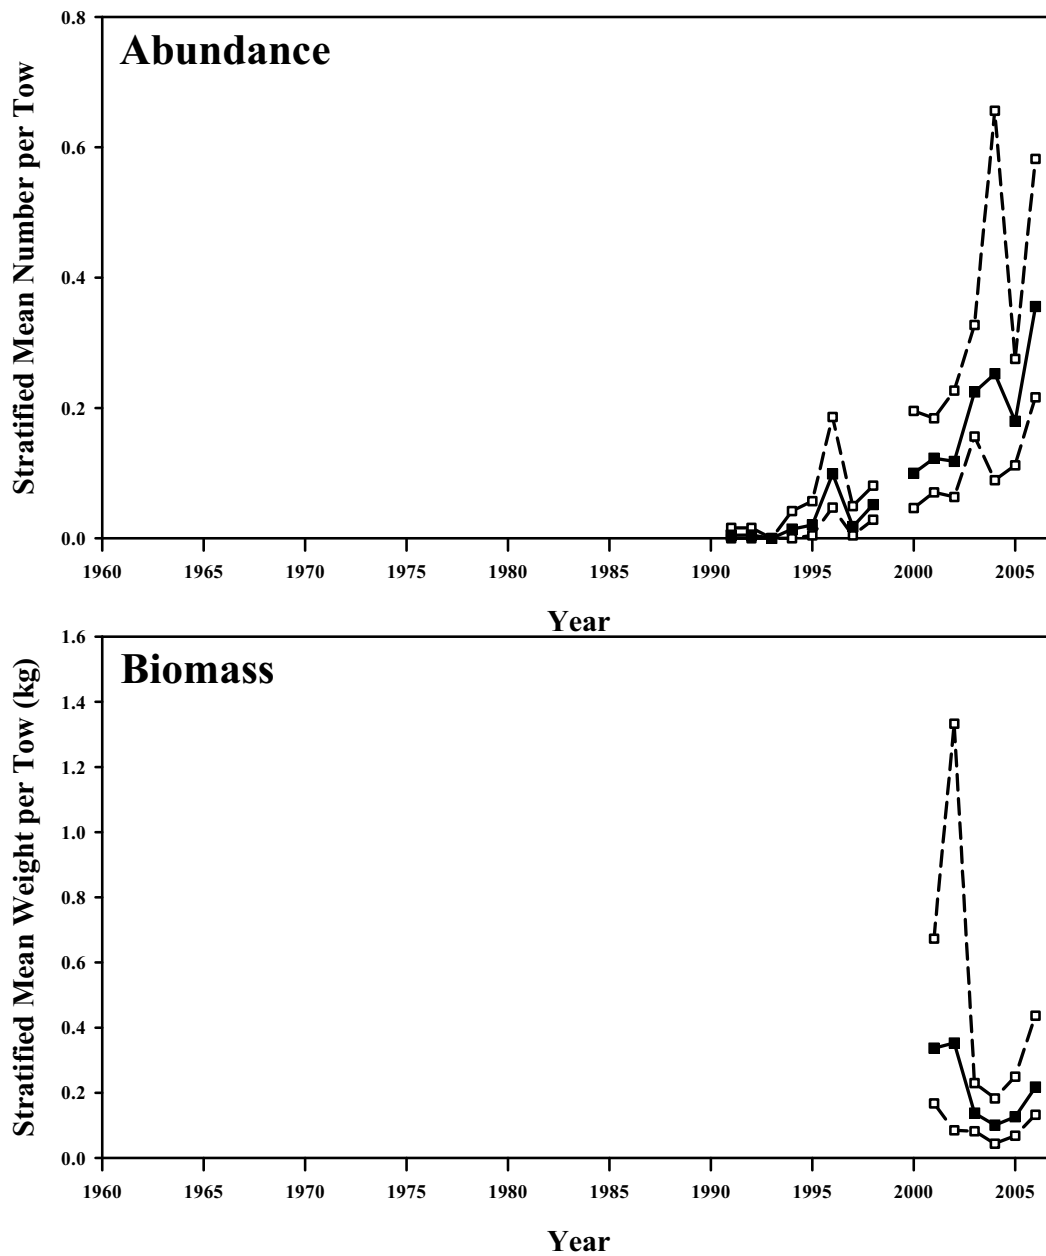 Abundance
Stratified Mean Number per Tow
0.8
0.6
0.4
0.2
0.0
1960 1965 1970 1975 1980 1985 1990 1995 2000 2005
Year
Biomass
Stratified Mean Weight per Tow (kg)
1.6
1.4
1.2
1.0
0.8
0.6
0.4
0.2
0.0
1960 1965 1970 1975 1980 1985 1990 1995 2000 2005
Year